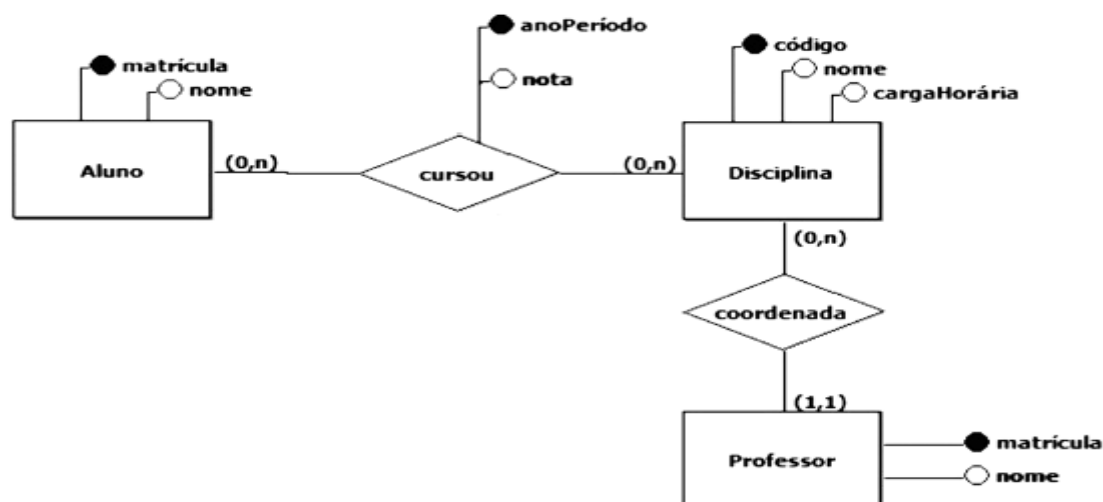 anoPeríodo
nota
matrícula
nome
código
nome
cargaHorária
Aluno
(0,n)
cursou
(0,n)
Disciplina
(0,n)
coordenada
(1,1)
Professor
matrícula
nome